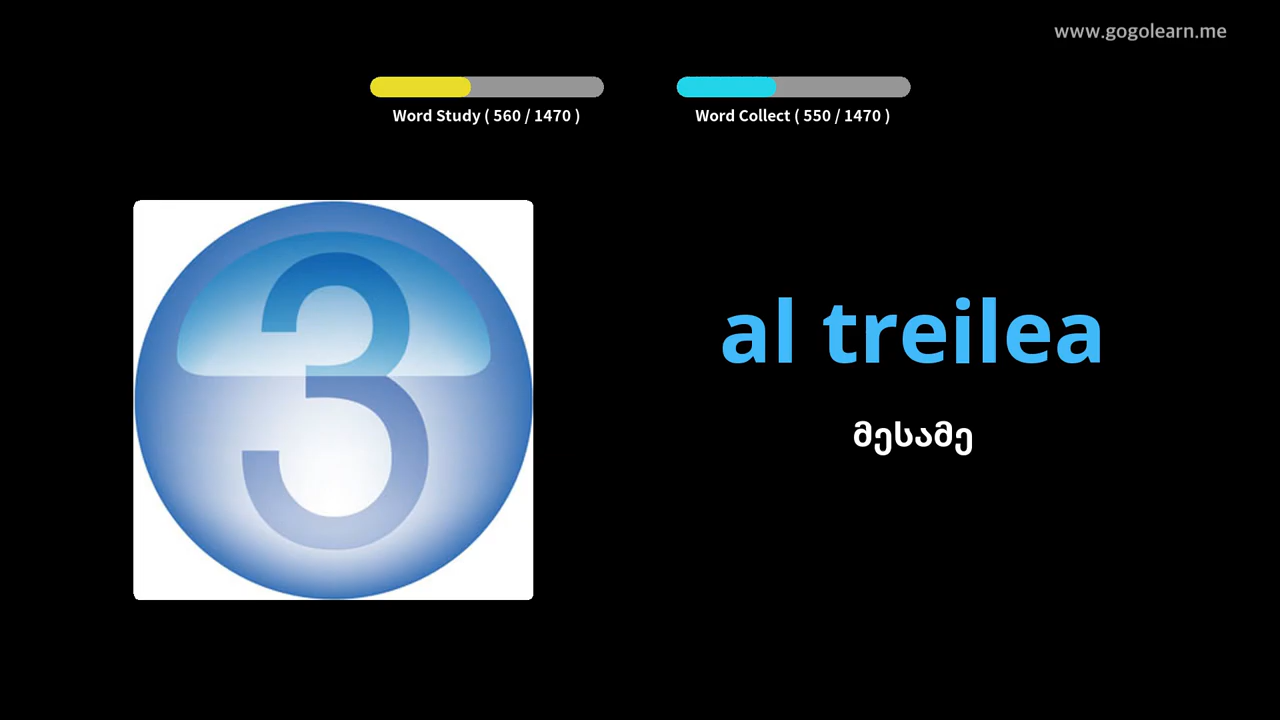 www.gogolearn.me
Word Study ( 560 / 1470 )
Word Collect ( 550 / 1470 )
3
al treilea
მესამე